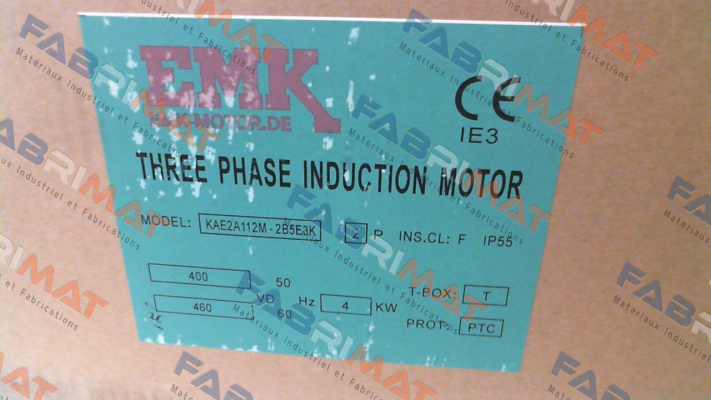 EMK
EMK-MOTOR.DE
CE
IE3
THREE PHASE INDUCTION MOTOR
MODEL: KAE2A112M-2B5E3K 2 P INS.CL: F IP55
400 50
VD Hz 4 KW
460 60
T-BOX: T
PROT: PTC
FABRIMAT
Matériaux Industriel et Fabrications